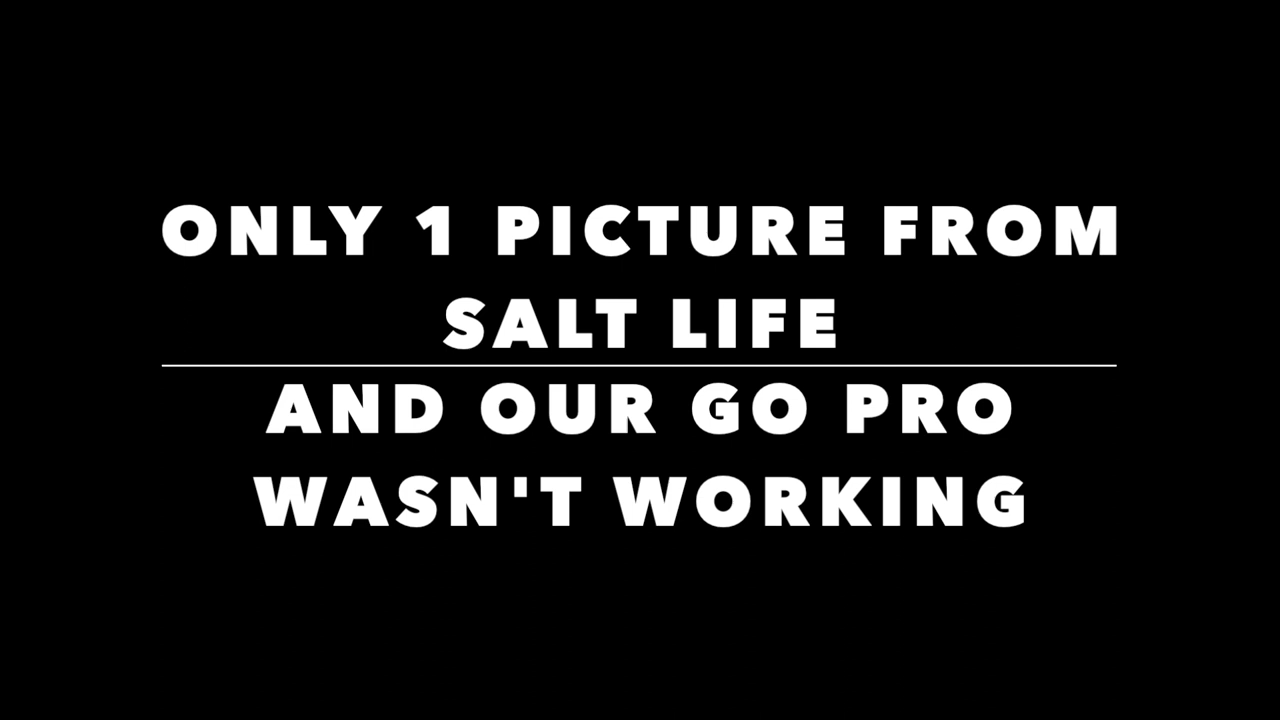 ONLY 1 PICTURE FROM
SALT LIFE
AND OUR GO PRO
WASN'T WORKING